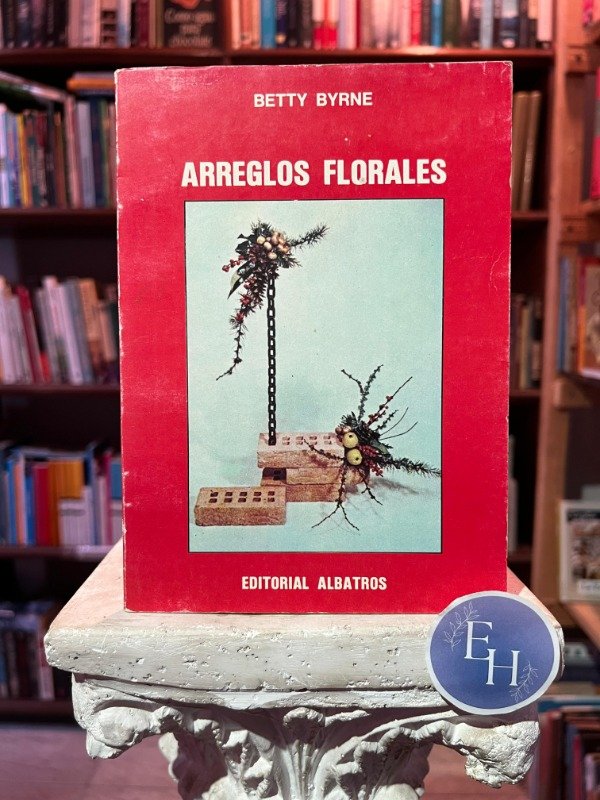 BETTY BYRNE
ARREGLOS FLORALES
EDITORIAL ALBATROS
EH